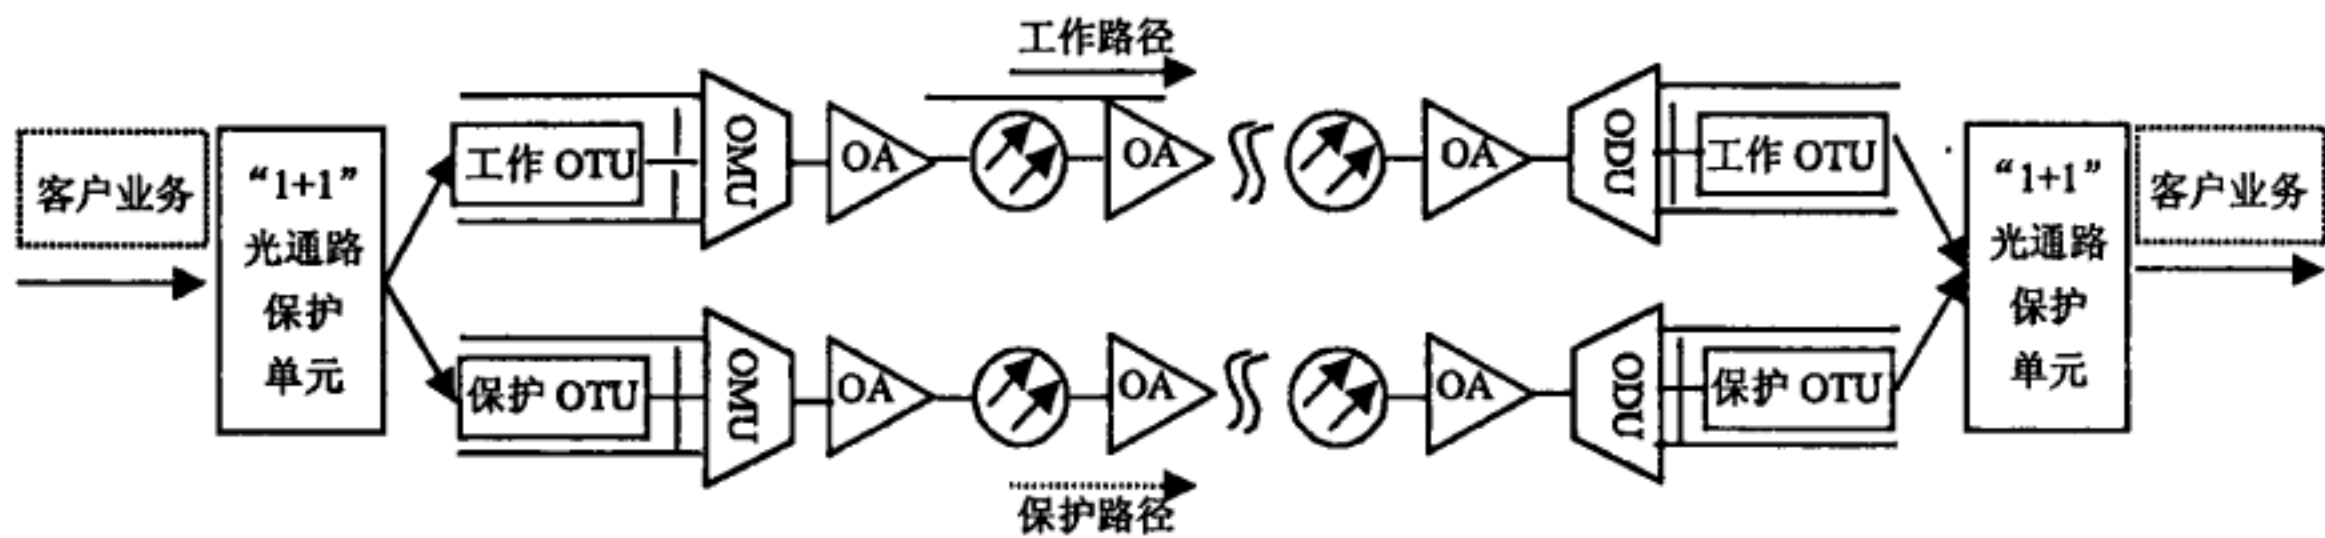 工作路径
客户业务
“1+1”
光通路
保护
单元
工作 OTU
OMU
OA
OA
OA
ODU
工作 OTU
“1+1”
光通路
保护
单元
客户业务
保护 OTU
OMU
OA
OA
OA
ODU
保护 OTU
保护路径